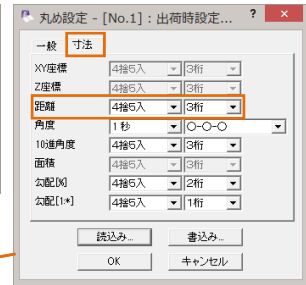 丸め設定 - [No.1]：出荷時設定... ? ×
一般 寸法
XY座標 4捨5入 3桁
Z座標 4捨5入 3桁
距離 4捨5入 3桁
角度 1秒 ○-○-○
10進角度 4捨5入 3桁
面積 4捨5入 3桁
勾配[%] 4捨5入 2桁
勾配[1:*] 4捨5入 1桁
読込み... 書込み...
OK キャンセル